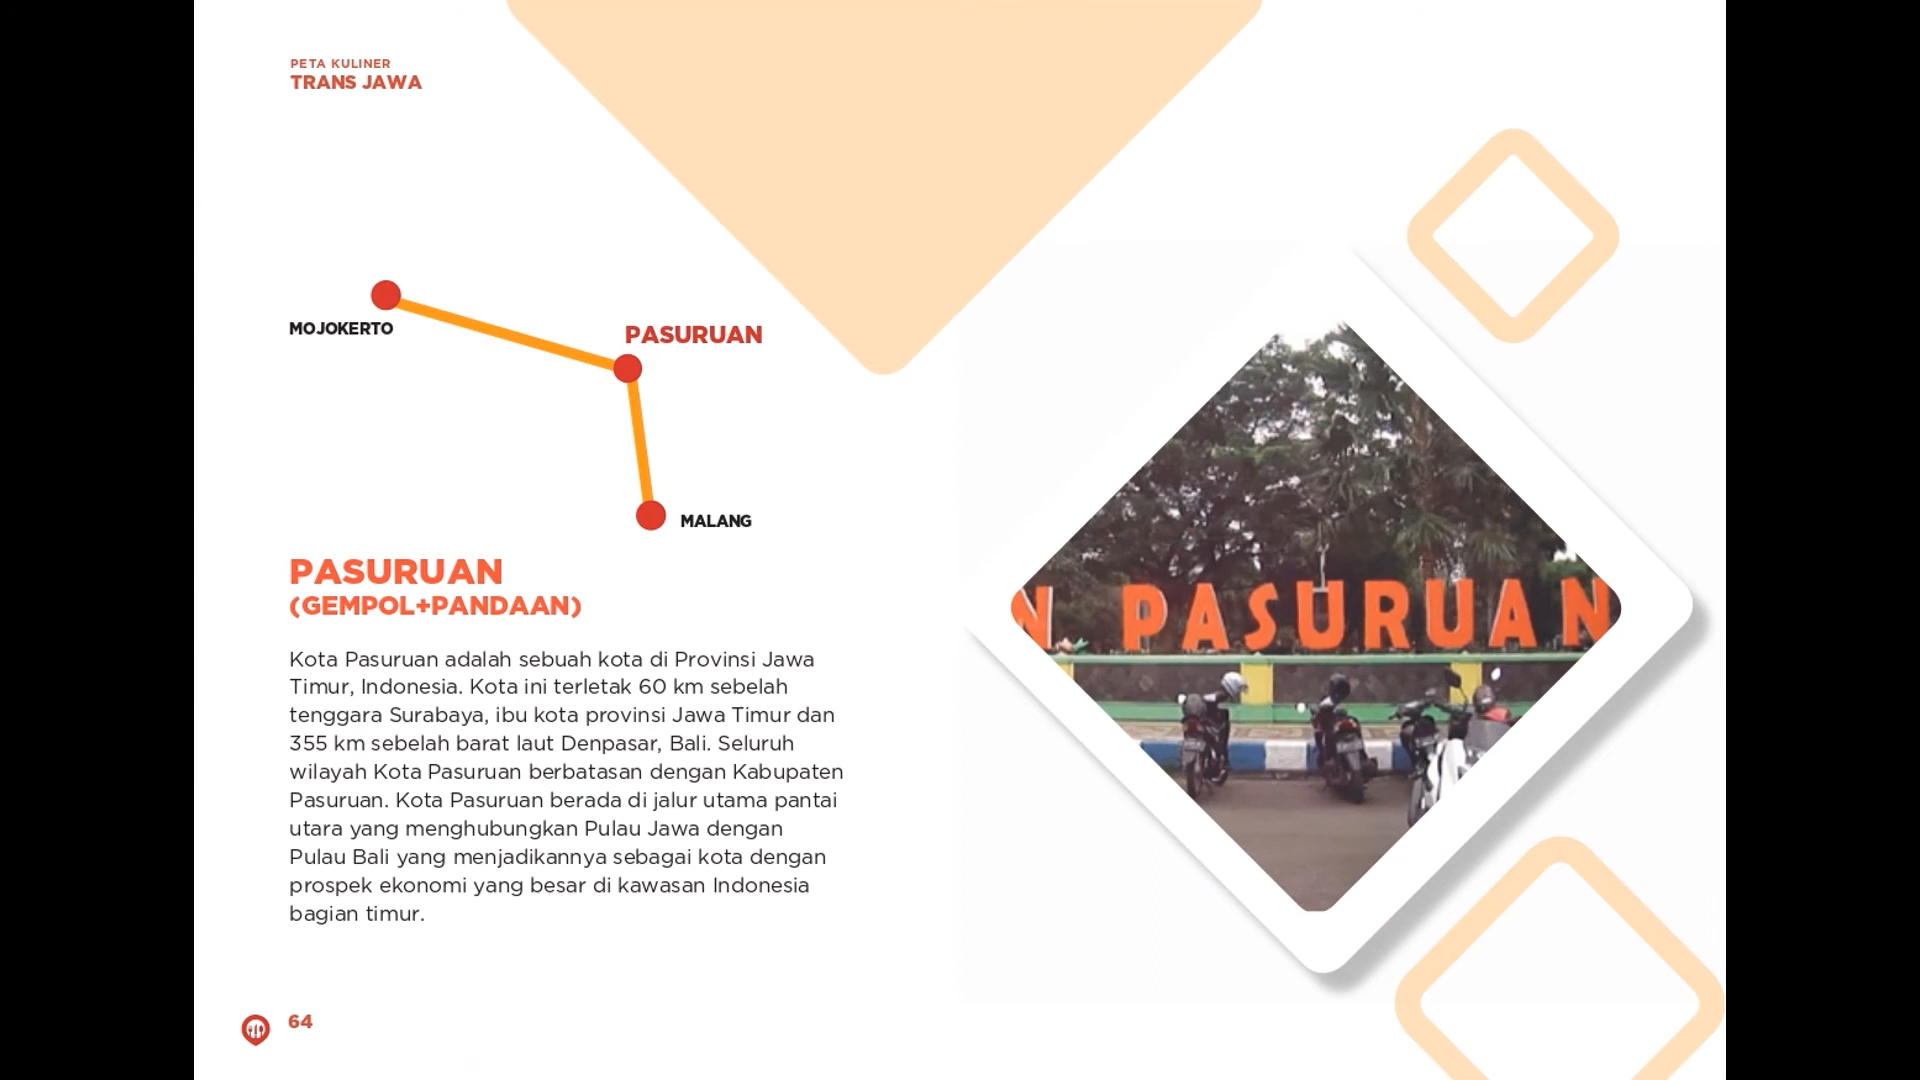 PETA KULINER
TRANS JAWA
MOJOKERTO
PASURUAN
MALANG
PASURUAN
(GEMPOL+PANDAAN)
Kota Pasuruan adalah sebuah kota di Provinsi Jawa
Timur, Indonesia. Kota ini terletak 60 km sebelah
tenggara Surabaya, ibu kota provinsi Jawa Timur dan
355 km sebelah barat laut Denpasar, Bali. Seluruh
wilayah Kota Pasuruan berbatasan dengan Kabupaten
Pasuruan. Kota Pasuruan berada di jalur utama pantai
utara yang menghubungkan Pulau Jawa dengan
Pulau Bali yang menjadikannya sebagai kota dengan
prospek ekonomi yang besar di kawasan Indonesia
bagian timur.
N PASURUAN
64